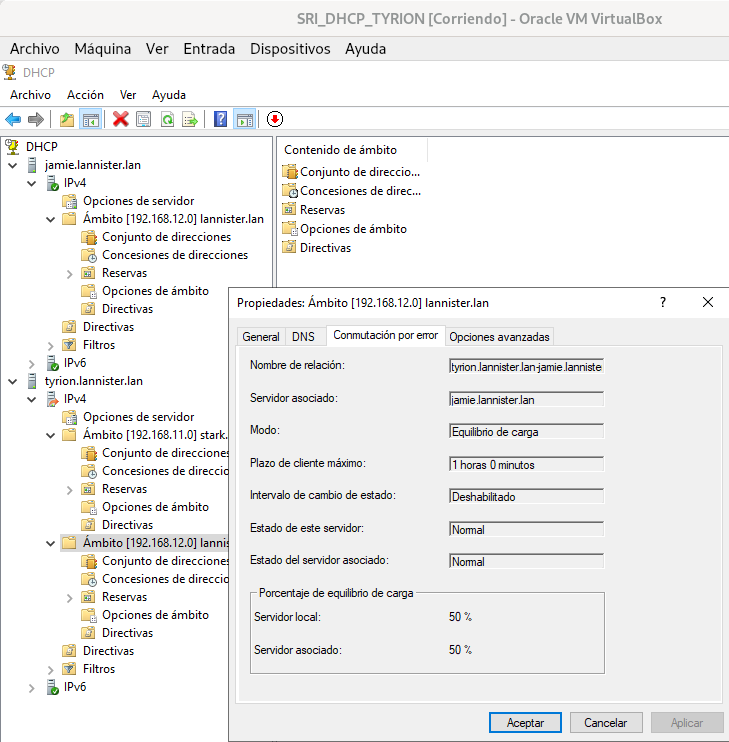 SRI_DHCP_TYRION [Corriendo] - Oracle VM VirtualBox
Archivo Máquina Ver Entrada Dispositivos Ayuda
DHCP
Archivo Acción Ver Ayuda
DHCP
jamie.lannister.lan
IPv4
Opciones de servidor
Ámbito [192.168.12.0] lannister.lan
Conjunto de direcciones
Concesiones de direcciones
Reservas
Opciones de ámbito
Directivas
Directivas
Filtros
IPv6
tyrion.lannister.lan
IPv4
Opciones de servidor
Ámbito [192.168.11.0] stark.
Conjunto de direcciones
Concesiones de direcció
Reservas
Opciones de ámbito
Directivas
Ámbito [192.168.12.0] lannis
Conjunto de direcciones
Concesiones de direcció
Reservas
Opciones de ámbito
Directivas
Directivas
Filtros
IPv6
Contenido de ámbito
Conjunto de direccio...
Concesiones de direc...
Reservas
Opciones de ámbito
Directivas
Propiedades: Ámbito [192.168.12.0] lannister.lan
? ×
General DNS Conmutación por error Opciones avanzadas
Nombre de relación: tyrion.lannister.lan-jamie.lanniste
Servidor asociado: jamie.lannister.lan
Modo: Equilibrio de carga
Plazo de cliente máximo: 1 horas 0 minutos
Intervalo de cambio de estado: Deshabilitado
Estado de este servidor: Normal
Estado del servidor asociado: Normal
Porcentaje de equilibrio de carga
Servidor local: 50 %
Servidor asociado: 50 %
Aceptar Cancelar Aplicar